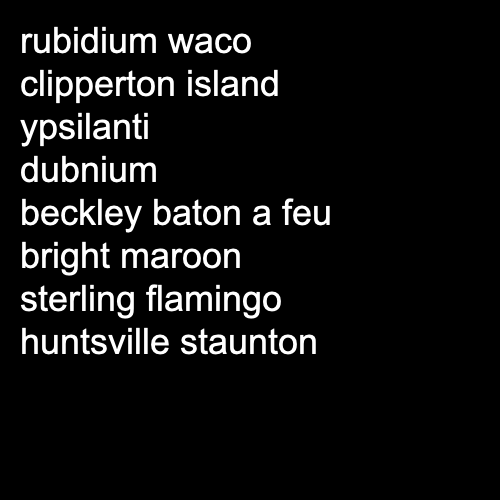 rubidium waco
clipperton island
ypsilanti
dubnium
beckley baton a feu
bright maroon
sterling flamingo
huntsville staunton